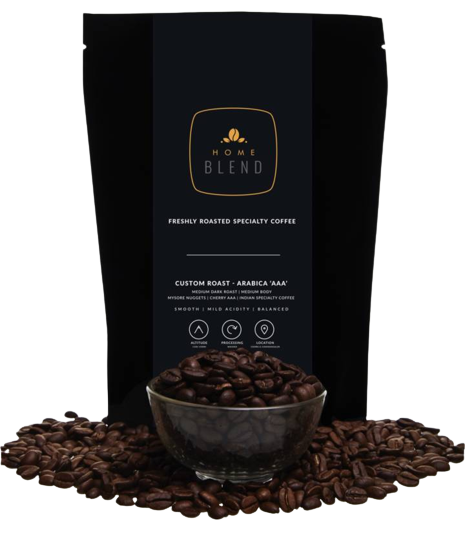 HOME
BLEND
FRESHLY ROASTED SPECIALTY COFFEE
CUSTOM ROAST - ARABICA 'AAA'
MEDIUM DARK ROAST | MEDIUM BODY
MYSORE NUGGETS | CHERRY AAA | INDIAN SPECIALTY COFFEE
SMOOTH | MILD ACIDITY | BALANCED
ALTITUDE PROCESSING LOCATION